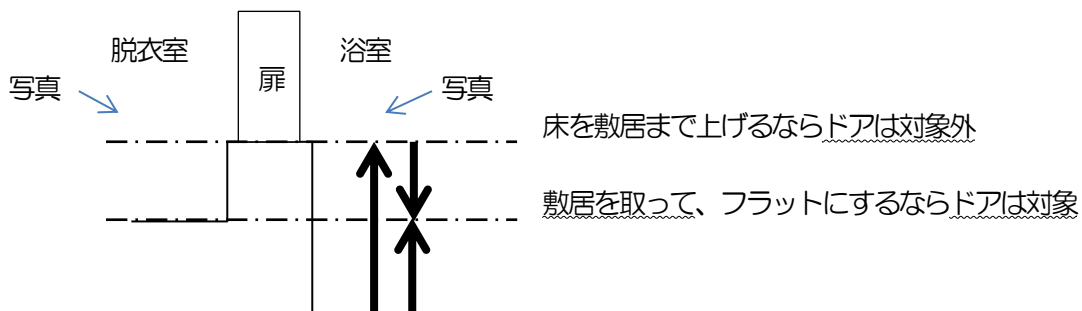 脱衣室
扉
浴室
写真
写真
床を敷居まで上げるならドアは対象外
敷居を取って、フラットにするならドアは対象